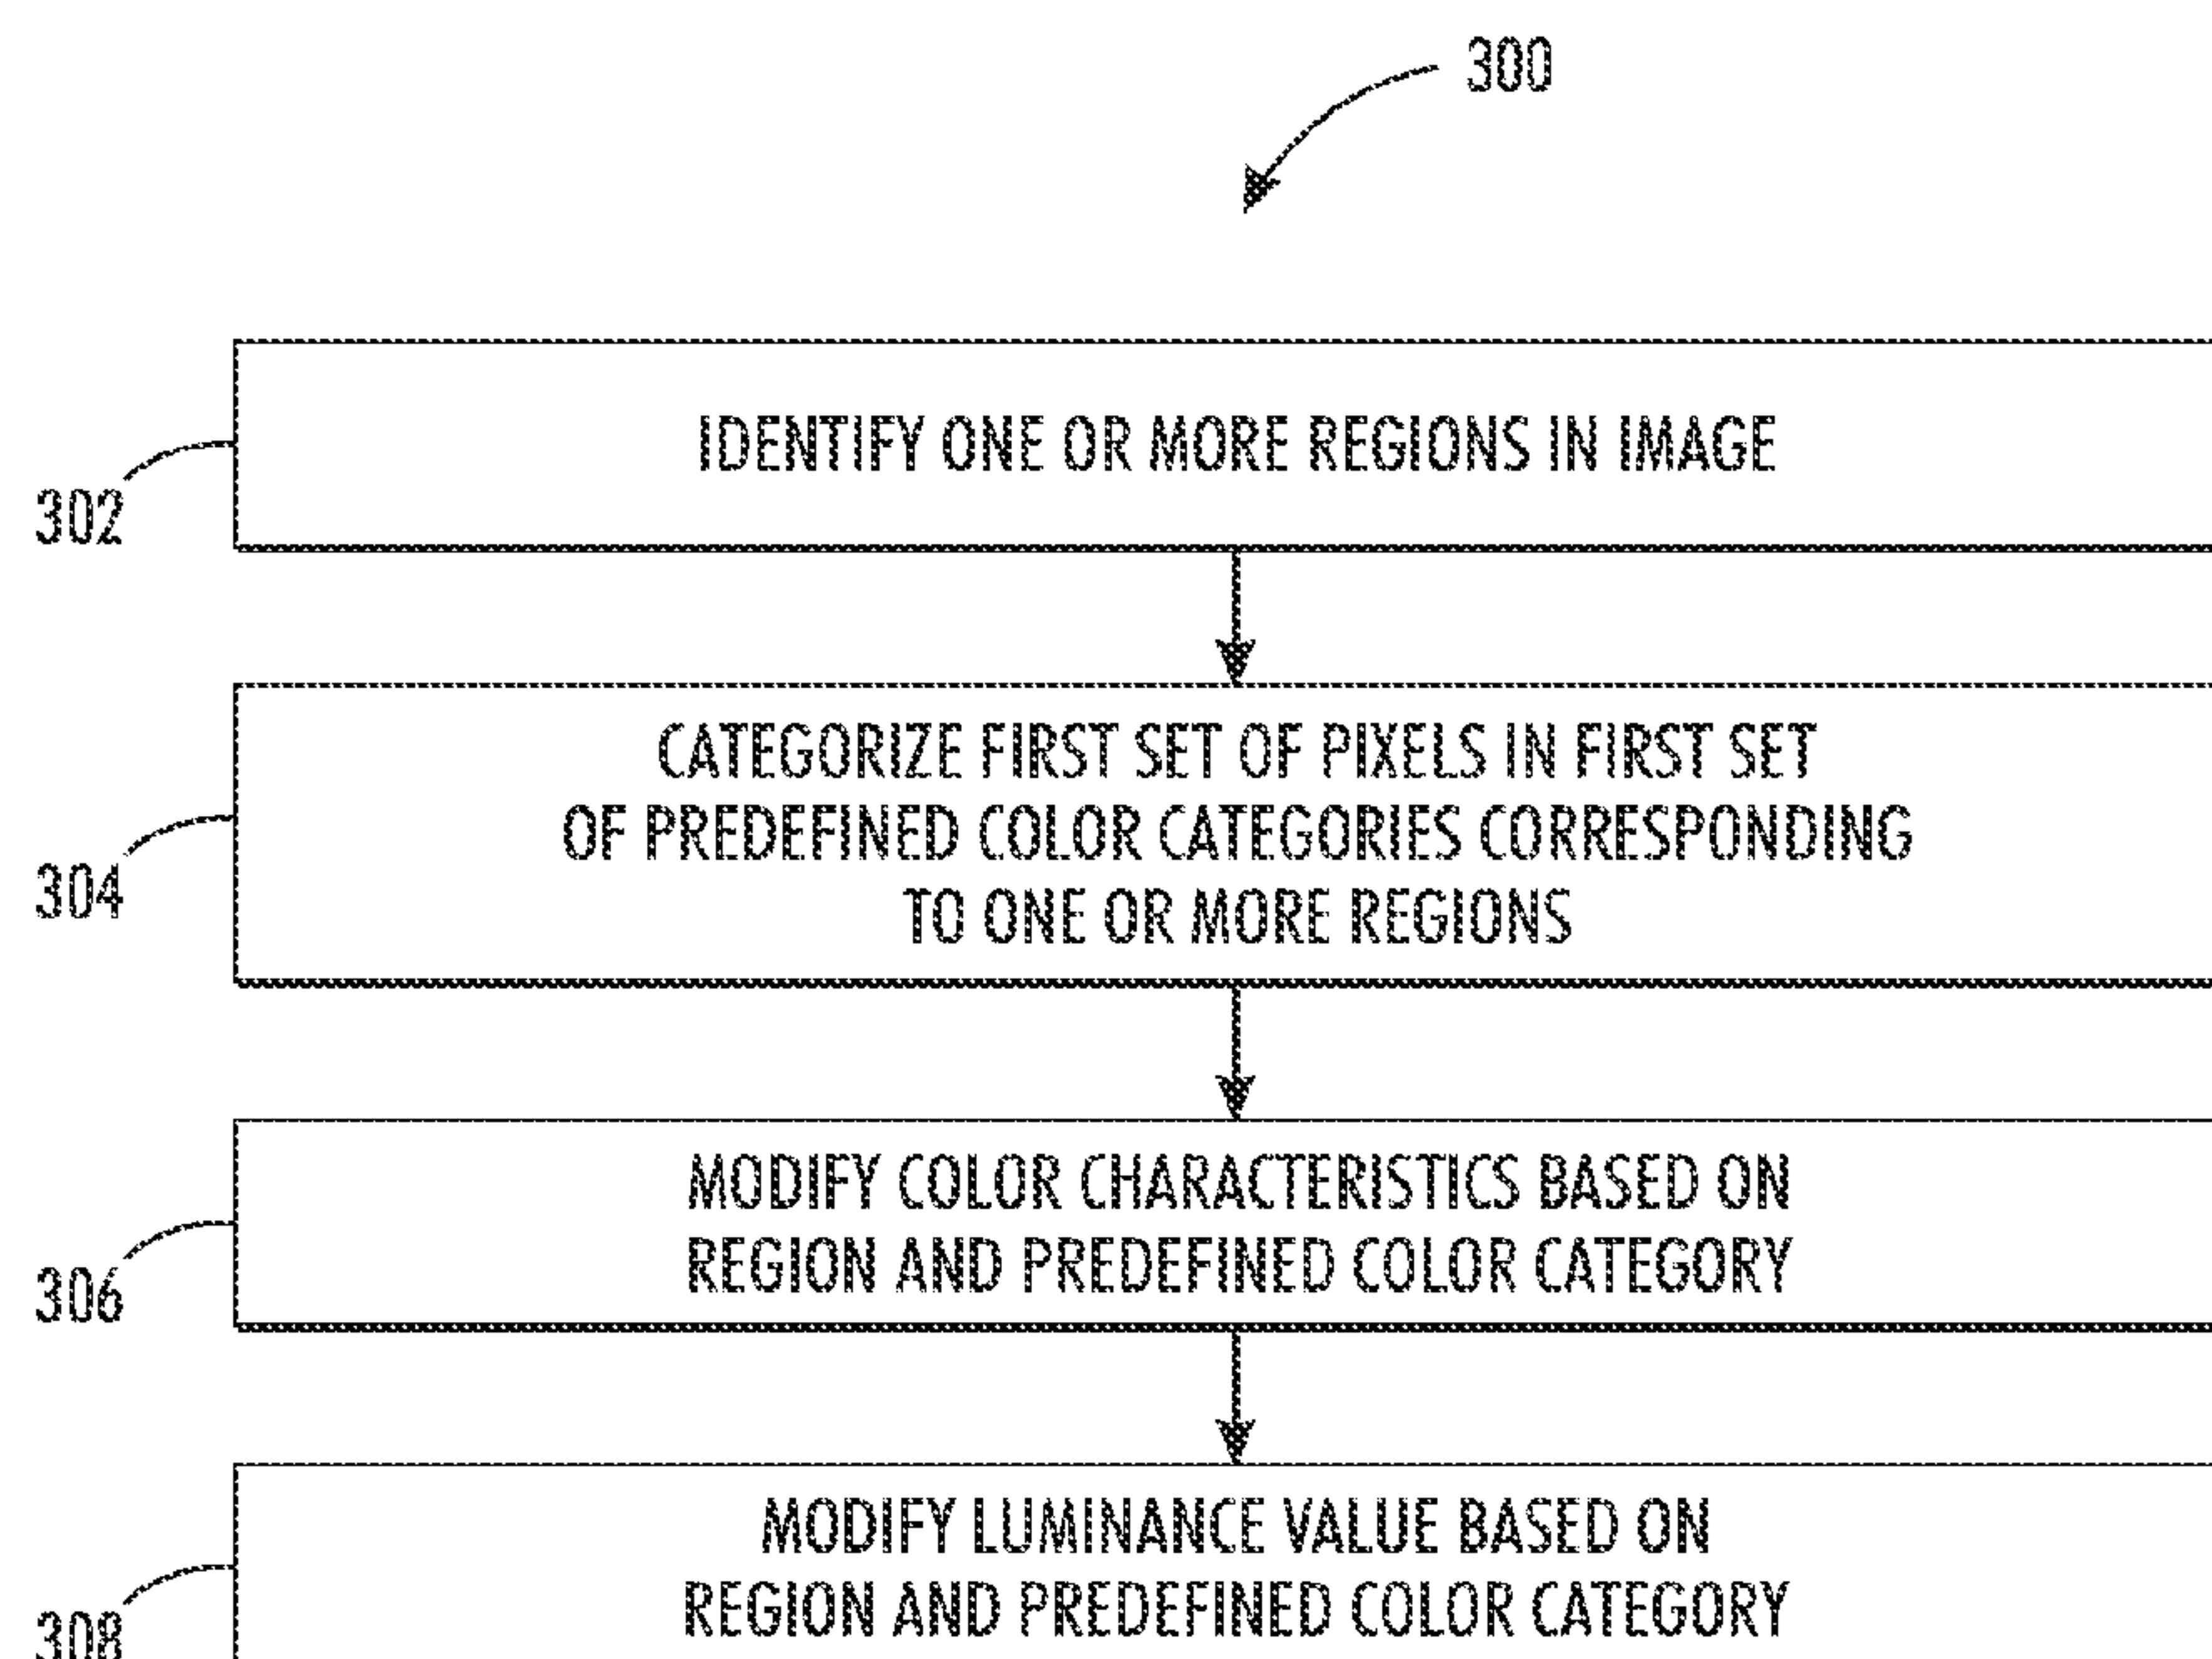 300
IDENTIFY ONE OR MORE REGIONS IN IMAGE
302
CATEGORIZE FIRST SET OF PIXELS IN FIRST SET
OF PREDEFINED COLOR CATEGORIES CORRESPONDING
TO ONE OR MORE REGIONS
304
MODIFY COLOR CHARACTERISTICS BASED ON
REGION AND PREDEFINED COLOR CATEGORY
306
MODIFY LUMINANCE VALUE BASED ON
REGION AND PREDEFINED COLOR CATEGORY
308